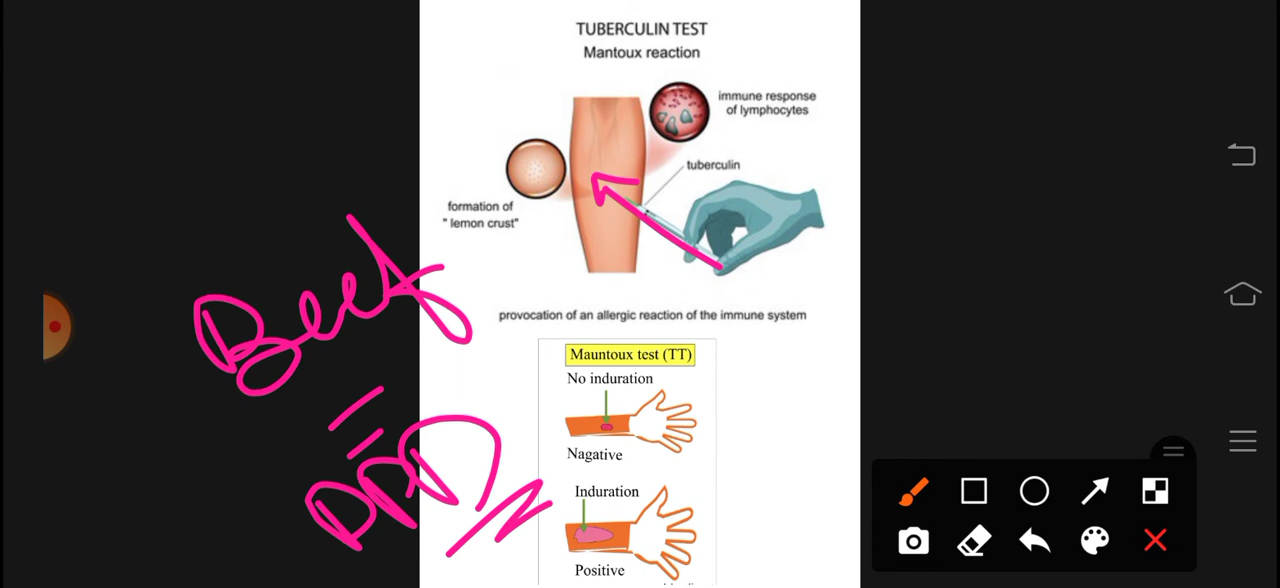 TUBERCULIN TEST
Mantoux reaction
immune response
of lymphocytes
tuberculin
formation of
" lemon crust"
provocation of an allergic reaction of the immune system
Mauntoux test (TT)
No induration
Nagative
Induration
Positive
PPD